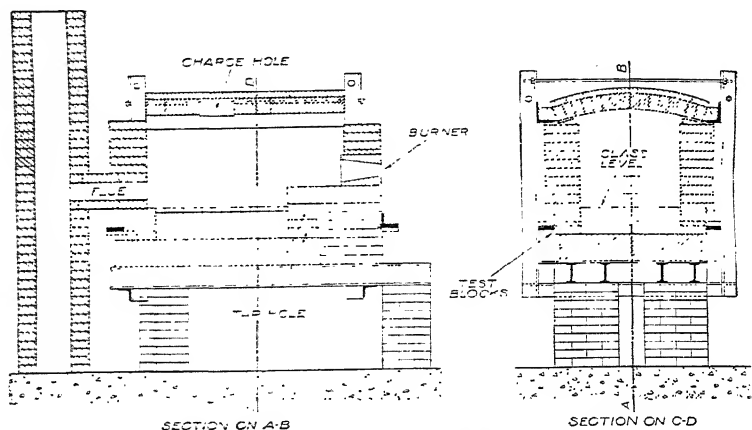 CHARGE HOLE
D
BURNER
FLUE
TAP HOLE
SECTION ON A-B
B
GLASS
LEVEL
TEST
BLOCKS
A
SECTION ON C-D